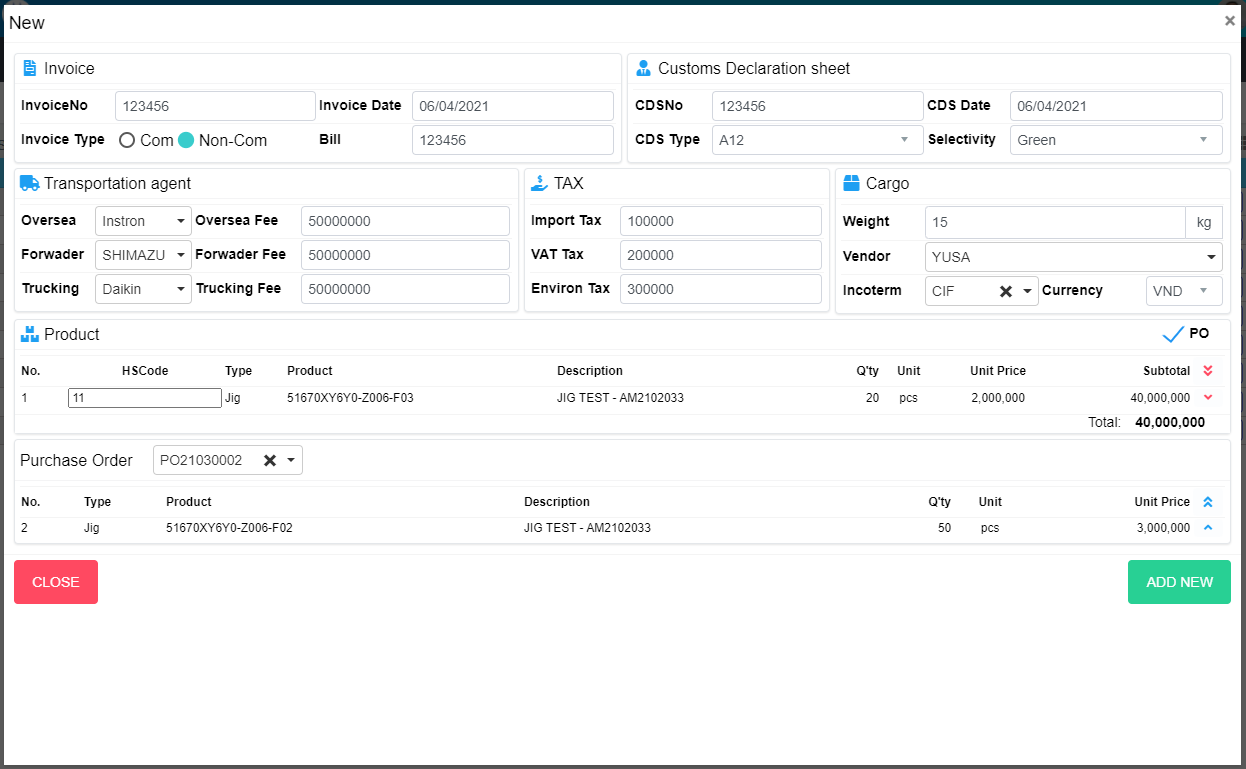 New ×
Invoice
InvoiceNo 123456 Invoice Date 06/04/2021
Invoice Type Com Non-Com Bill 123456
Customs Declaration sheet
CDSNo 123456 CDS Date 06/04/2021
CDS Type A12 Selectivity Green
Transportation agent
Oversea Instron Oversea Fee 50000000
Forwader SHIMAZU Forwader Fee 50000000
Trucking Daikin Trucking Fee 50000000
TAX
Import Tax 100000
VAT Tax 200000
Environ Tax 300000
Cargo
Weight 15 kg
Vendor YUSA
Incoterm CIF Currency VND
Product PO
No. HSCode Type Product Description Q'ty Unit Unit Price Subtotal
1 11 Jig 51670XY6Y0-Z006-F03 JIG TEST - AM2102033 20 pcs 2,000,000 40,000,000
Total: 40,000,000
Purchase Order PO21030002
No. Type Product Description Q'ty Unit Unit Price
2 Jig 51670XY6Y0-Z006-F02 JIG TEST - AM2102033 50 pcs 3,000,000
CLOSE ADD NEW